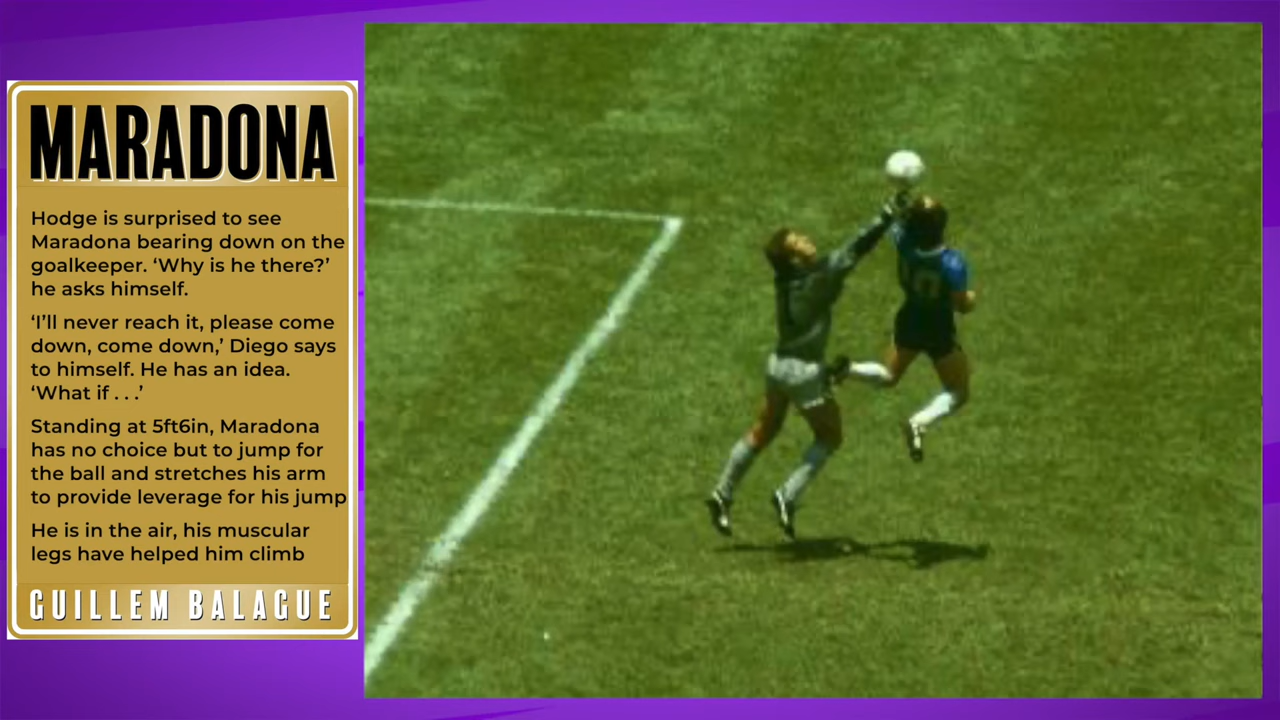 MARADONA
Hodge is surprised to see
Maradona bearing down on the
goalkeeper. ‘Why is he there?’
he asks himself.
‘I’ll never reach it, please come
down, come down,’ Diego says
to himself. He has an idea.
‘What if . . .’
Standing at 5ft6in, Maradona
has no choice but to jump for
the ball and stretches his arm
to provide leverage for his jump
He is in the air, his muscular
legs have helped him climb
GUILLEM BALAGUE
10